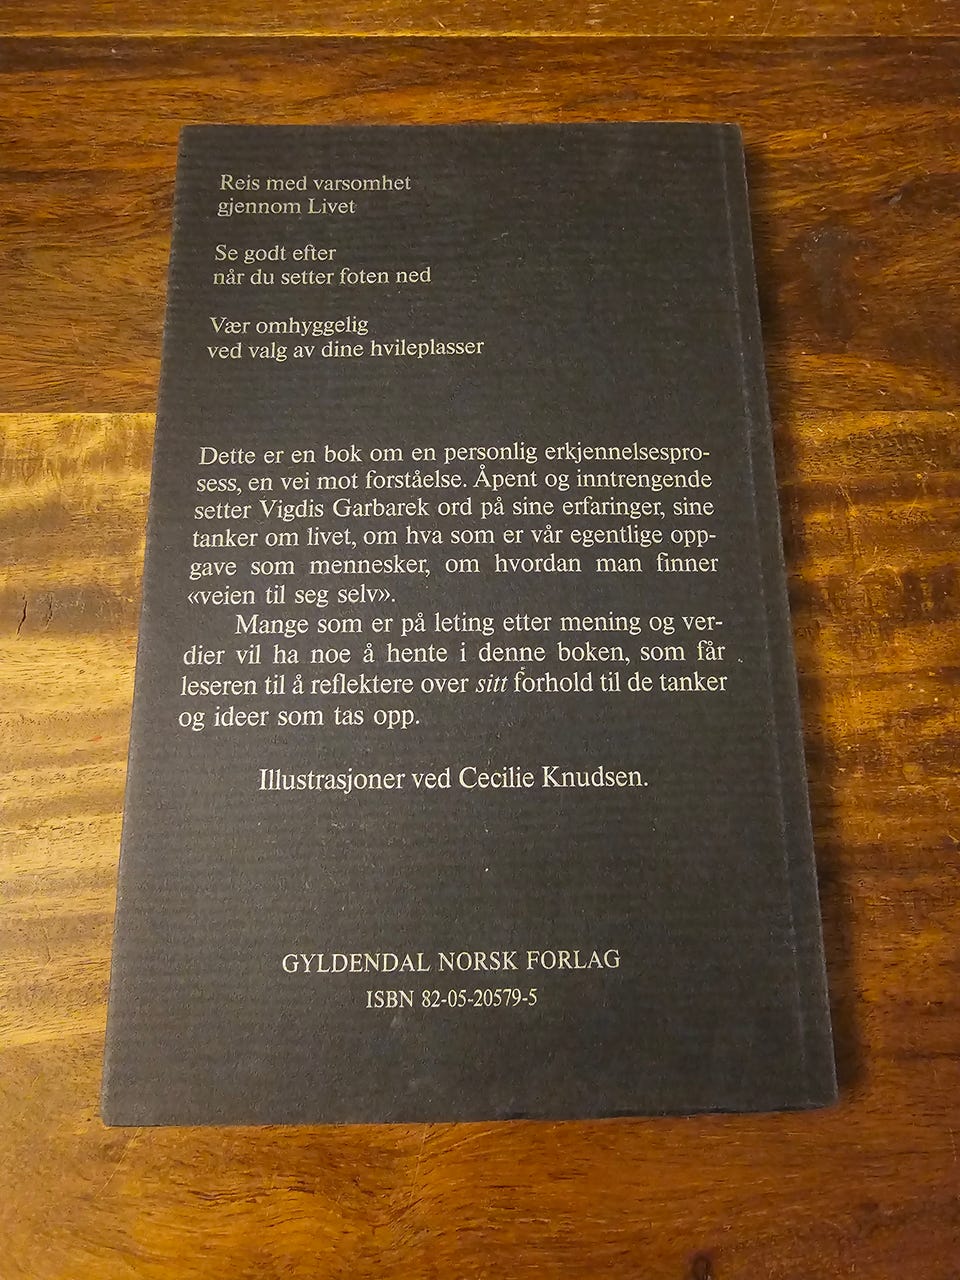 Reis med varsomhet
gjennom Livet
Se godt efter
når du setter foten ned
Vær omhyggelig
ved valg av dine hvileplasser
Dette er en bok om en personlig erkjennelsespro-
sess, en vei mot forståelse. Åpent og inntrengende
setter Vigdis Garbarek ord på sine erfaringer, sine
tanker om livet, om hva som er vår egentlige opp-
gave som mennesker, om hvordan man finner
«veien til seg selv».
Mange som er på leting etter mening og ver-
dier vil ha noe å hente i denne boken, som får
leseren til å reflektere over sitt forhold til de tanker
og ideer som tas opp.
Illustrasjoner ved Cecilie Knudsen.
GYLDENDAL NORSK FORLAG
ISBN 82-05-20579-5